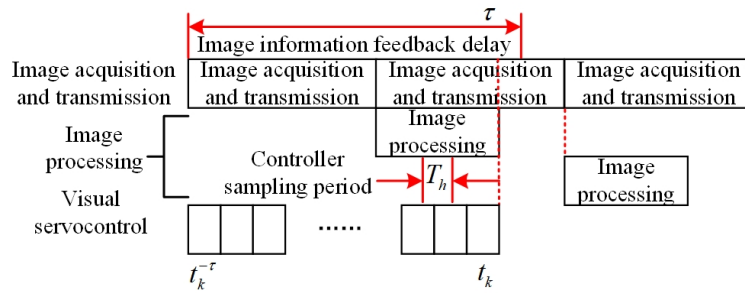 τ
Image information feedback delay
Image acquisition
and transmission
Image acquisition
and transmission
Image acquisition
and transmission
Image acquisition
and transmission
Image
processing
Image
processing
Image
processing
Controller
sampling period
T_h
Visual
servocontrol
......
t_k^{-τ}
t_k